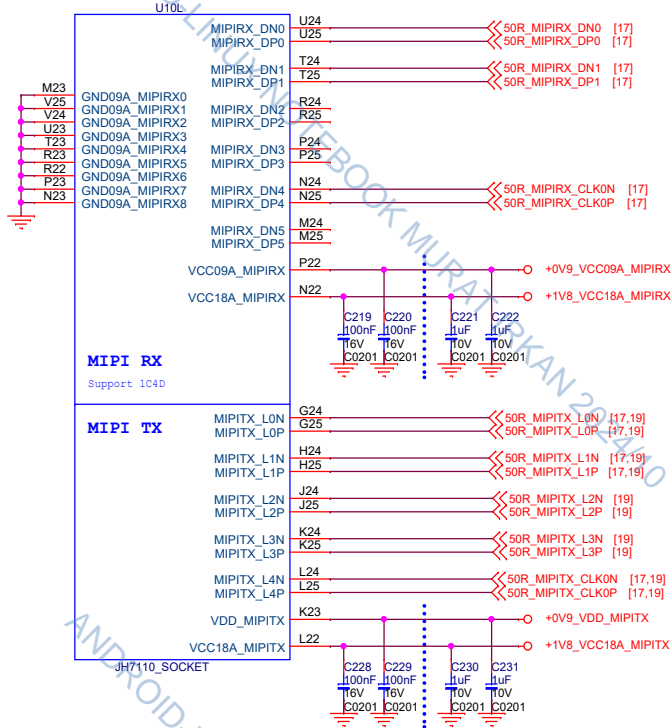 U10L
MIPIRX_DN0 U24 50R_MIPIRX_DN0 [17]
MIPIRX_DP0 U25 50R_MIPIRX_DP0 [17]
MIPIRX_DN1 T24 50R_MIPIRX_DN1 [17]
MIPIRX_DP1 T25 50R_MIPIRX_DP1 [17]
M23 GND09A_MIPIRX0
V25 GND09A_MIPIRX1 MIPIRX_DN2 R24
V24 GND09A_MIPIRX2 MIPIRX_DP2 R25
U23 GND09A_MIPIRX3
T23 GND09A_MIPIRX4 MIPIRX_DN3 P24
R23 GND09A_MIPIRX5 MIPIRX_DP3 P25
R22 GND09A_MIPIRX6
P23 GND09A_MIPIRX7 MIPIRX_DN4 N24 50R_MIPIRX_CLK0N [17]
N23 GND09A_MIPIRX8 MIPIRX_DP4 N25 50R_MIPIRX_CLK0P [17]
MIPIRX_DN5 M24
MIPIRX_DP5 M25
VCC09A_MIPIRX P22 +0V9_VCC09A_MIPIRX
VCC18A_MIPIRX N22 +1V8_VCC18A_MIPIRX
C219 C220 C221 C222
100nF 100nF 1uF 1uF
16V 16V 10V 10V
C0201 C0201 C0201 C0201
MIPI RX
Support 1C4D
MIPI TX
MIPITX_L0N G24 50R_MIPITX_L0N [17,19]
MIPITX_L0P G25 50R_MIPITX_L0P [17,19]
MIPITX_L1N H24 50R_MIPITX_L1N [17,19]
MIPITX_L1P H25 50R_MIPITX_L1P [17,19]
MIPITX_L2N J24 50R_MIPITX_L2N [19]
MIPITX_L2P J25 50R_MIPITX_L2P [19]
MIPITX_L3N K24 50R_MIPITX_L3N [19]
MIPITX_L3P K25 50R_MIPITX_L3P [19]
MIPITX_L4N L24 50R_MIPITX_CLK0N [17,19]
MIPITX_L4P L25 50R_MIPITX_CLK0P [17,19]
VDD_MIPITX K23 +0V9_VDD_MIPITX
VCC18A_MIPITX L22 +1V8_VCC18A_MIPITX
JH7110_SOCKET
C228 C229 C230 C231
100nF 100nF 1uF 1uF
16V 16V 10V 10V
C0201 C0201 C0201 C0201
-LINUX NOTEBOOK MURAT IRKAN 2024/10
ANDROID